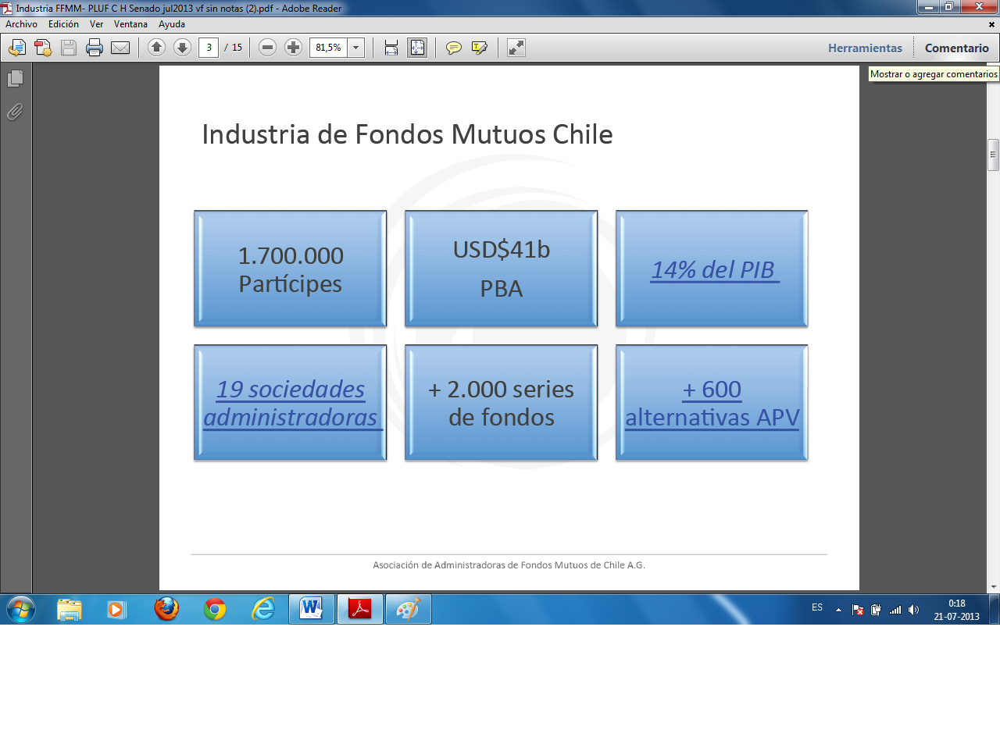 Industria FFMM- PLUF C H Senado jul2013 vf sin notas (2).pdf - Adobe Reader
Archivo Edición Ver Ventana Ayuda
3 / 15 81,5% Herramientas Comentario
Mostrar o agregar comentarios
Industria de Fondos Mutuos Chile
1.700.000
Partícipes
USD$41b
PBA
14% del PIB
19 sociedades
administradoras
+ 2.000 series
de fondos
+ 600
alternativas APV
Asociación de Administradoras de Fondos Mutuos de Chile A.G.
ES
0:18
21-07-2013